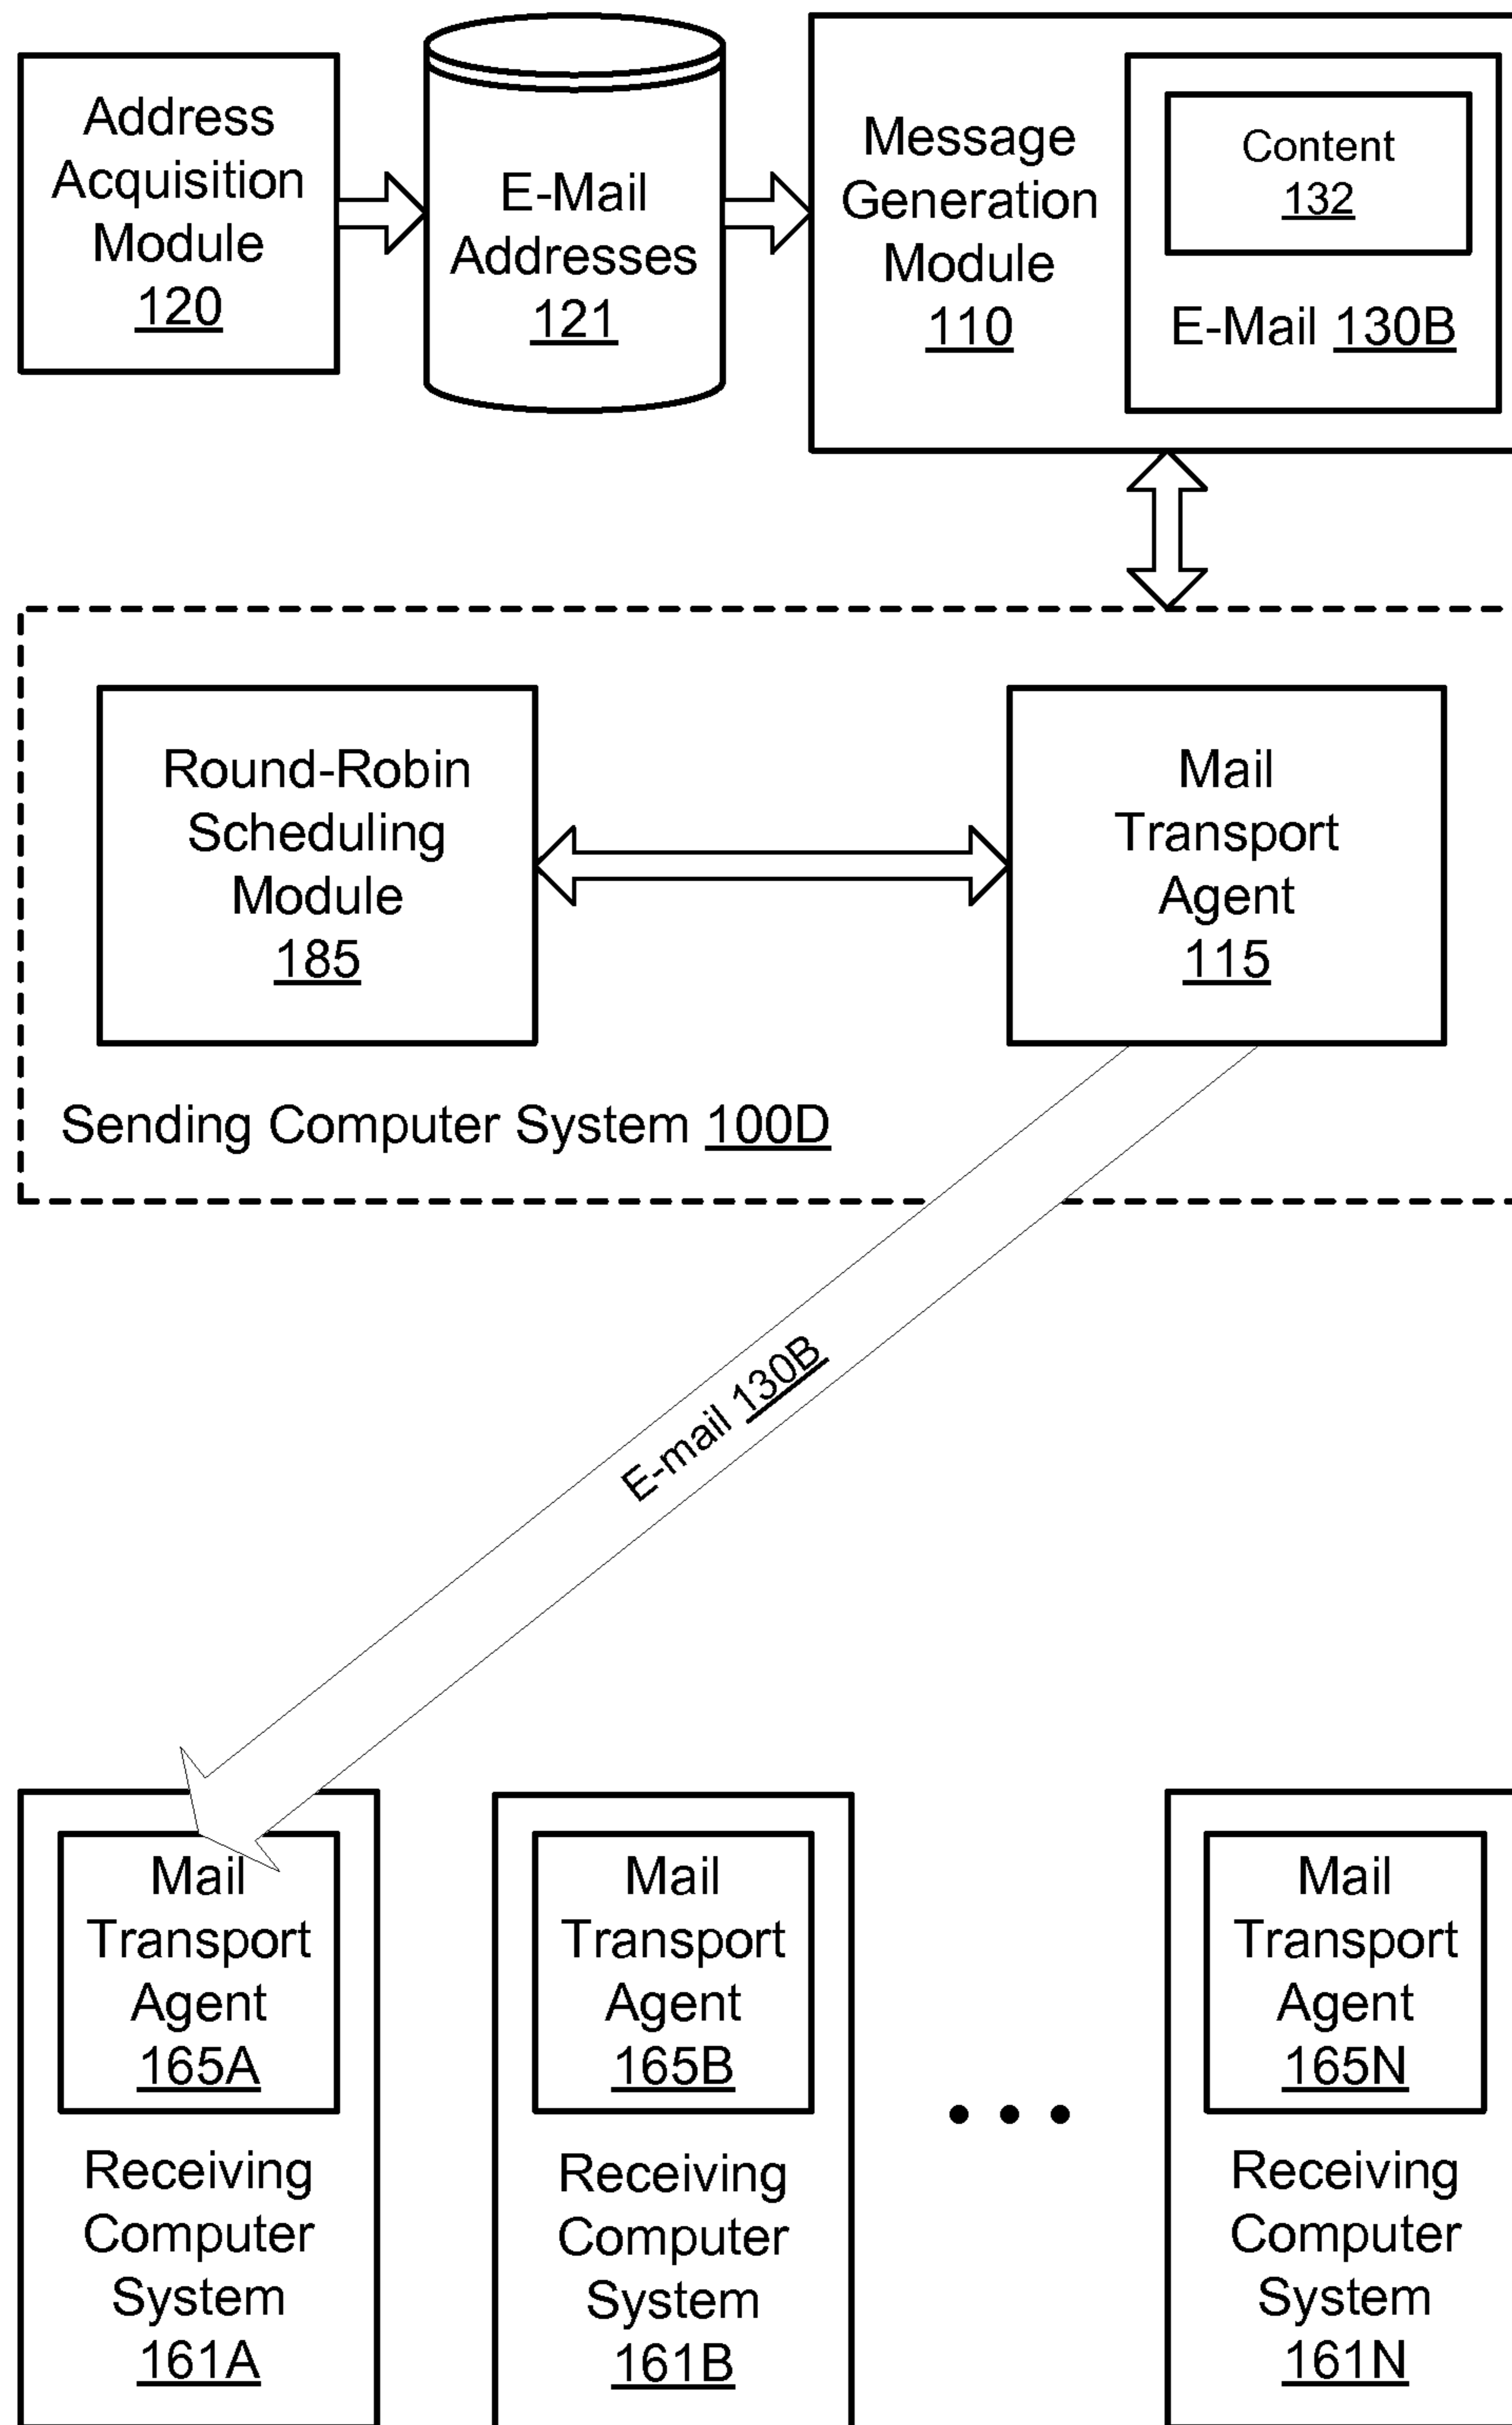 Address
Acquisition
Module
120
E-Mail
Addresses
121
Message
Generation
Module
110
Content
132
E-Mail 130B
Round-Robin
Scheduling
Module
185
Mail
Transport
Agent
115
Sending Computer System 100D
E-mail 130B
Mail
Transport
Agent
165A
Receiving
Computer
System
161A
Mail
Transport
Agent
165B
Receiving
Computer
System
161B
Mail
Transport
Agent
165N
Receiving
Computer
System
161N